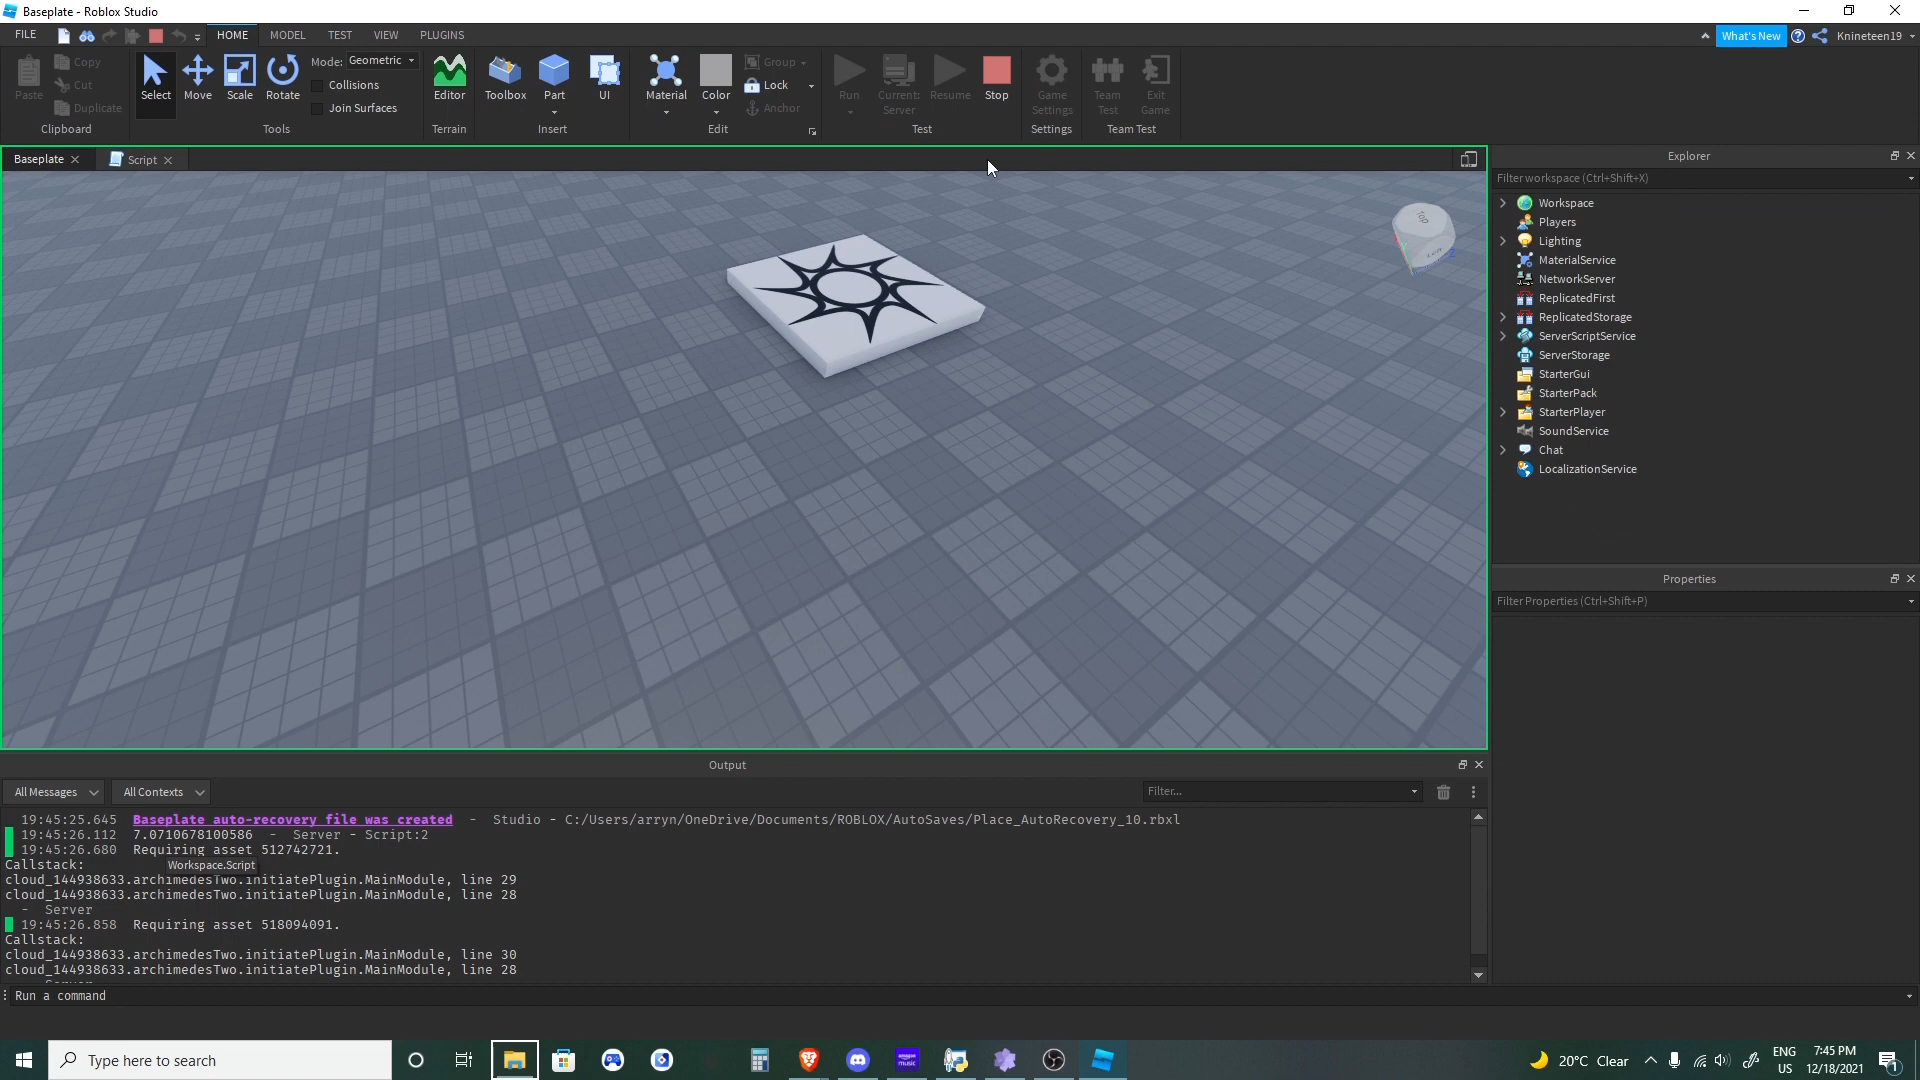 Baseplate - Roblox Studio
FILE HOME MODEL TEST VIEW PLUGINS What's New Knineteen19
Paste Copy Cut Duplicate Clipboard
Select Move Scale Rotate Mode: Geometric Collisions Join Surfaces Tools
Editor Terrain
Toolbox Part UI Insert
Material Color Group Lock Anchor Edit
Run Current: Server Resume Stop Test
Game Settings Settings
Team Test Exit Game Team Test
Baseplate Script
Top Left Z
Explorer
Filter workspace (Ctrl+Shift+X)
Workspace
Players
Lighting
MaterialService
NetworkServer
ReplicatedFirst
ReplicatedStorage
ServerScriptService
ServerStorage
StarterGui
StarterPack
StarterPlayer
SoundService
Chat
LocalizationService
Properties
Filter Properties (Ctrl+Shift+P)
Output
All Messages All Contexts Filter...
19:45:25.645 Baseplate auto-recovery file was created - Studio - C:/Users/arryn/OneDrive/Documents/ROBLOX/AutoSaves/Place_AutoRecovery_10.rbxl
19:45:26.112 7.0710678100586 - Server - Script:2
19:45:26.680 Requiring asset 512742721.
Callstack:
Workspace.Script
cloud_144938633.archimedesTwo.initiatePlugin.MainModule, line 29
cloud_144938633.archimedesTwo.initiatePlugin.MainModule, line 28
- Server
19:45:26.858 Requiring asset 518094091.
Callstack:
cloud_144938633.archimedesTwo.initiatePlugin.MainModule, line 30
cloud_144938633.archimedesTwo.initiatePlugin.MainModule, line 28
Run a command
Type here to search
amazon music
20°C Clear ENG US 7:45 PM 12/18/2021 1